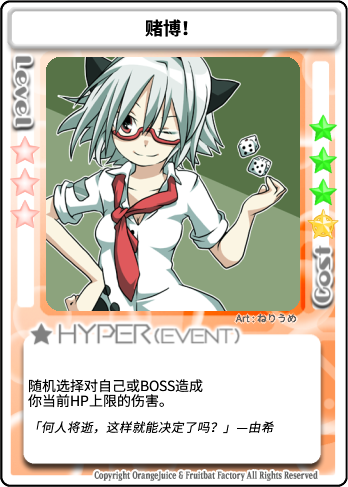 赌博！
Level
Cost
Art : ねりうめ
HYPER (EVENT)
随机选择对自己或BOSS造成
你当前HP上限的伤害。
「何人将逝，这样就能决定了吗？」—由希
Copyright OrangeJuice & Fruitbat Factory All Rights Reserved